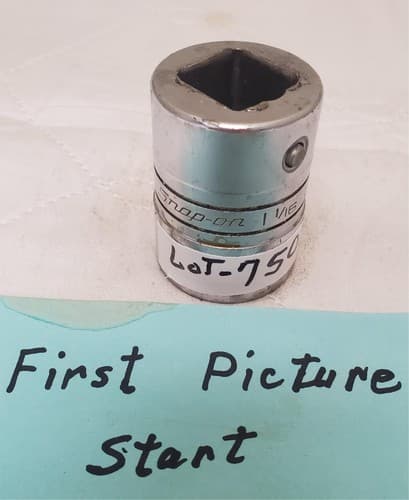 Snap-on 1 1/16
LOT-750
First Picture
Start